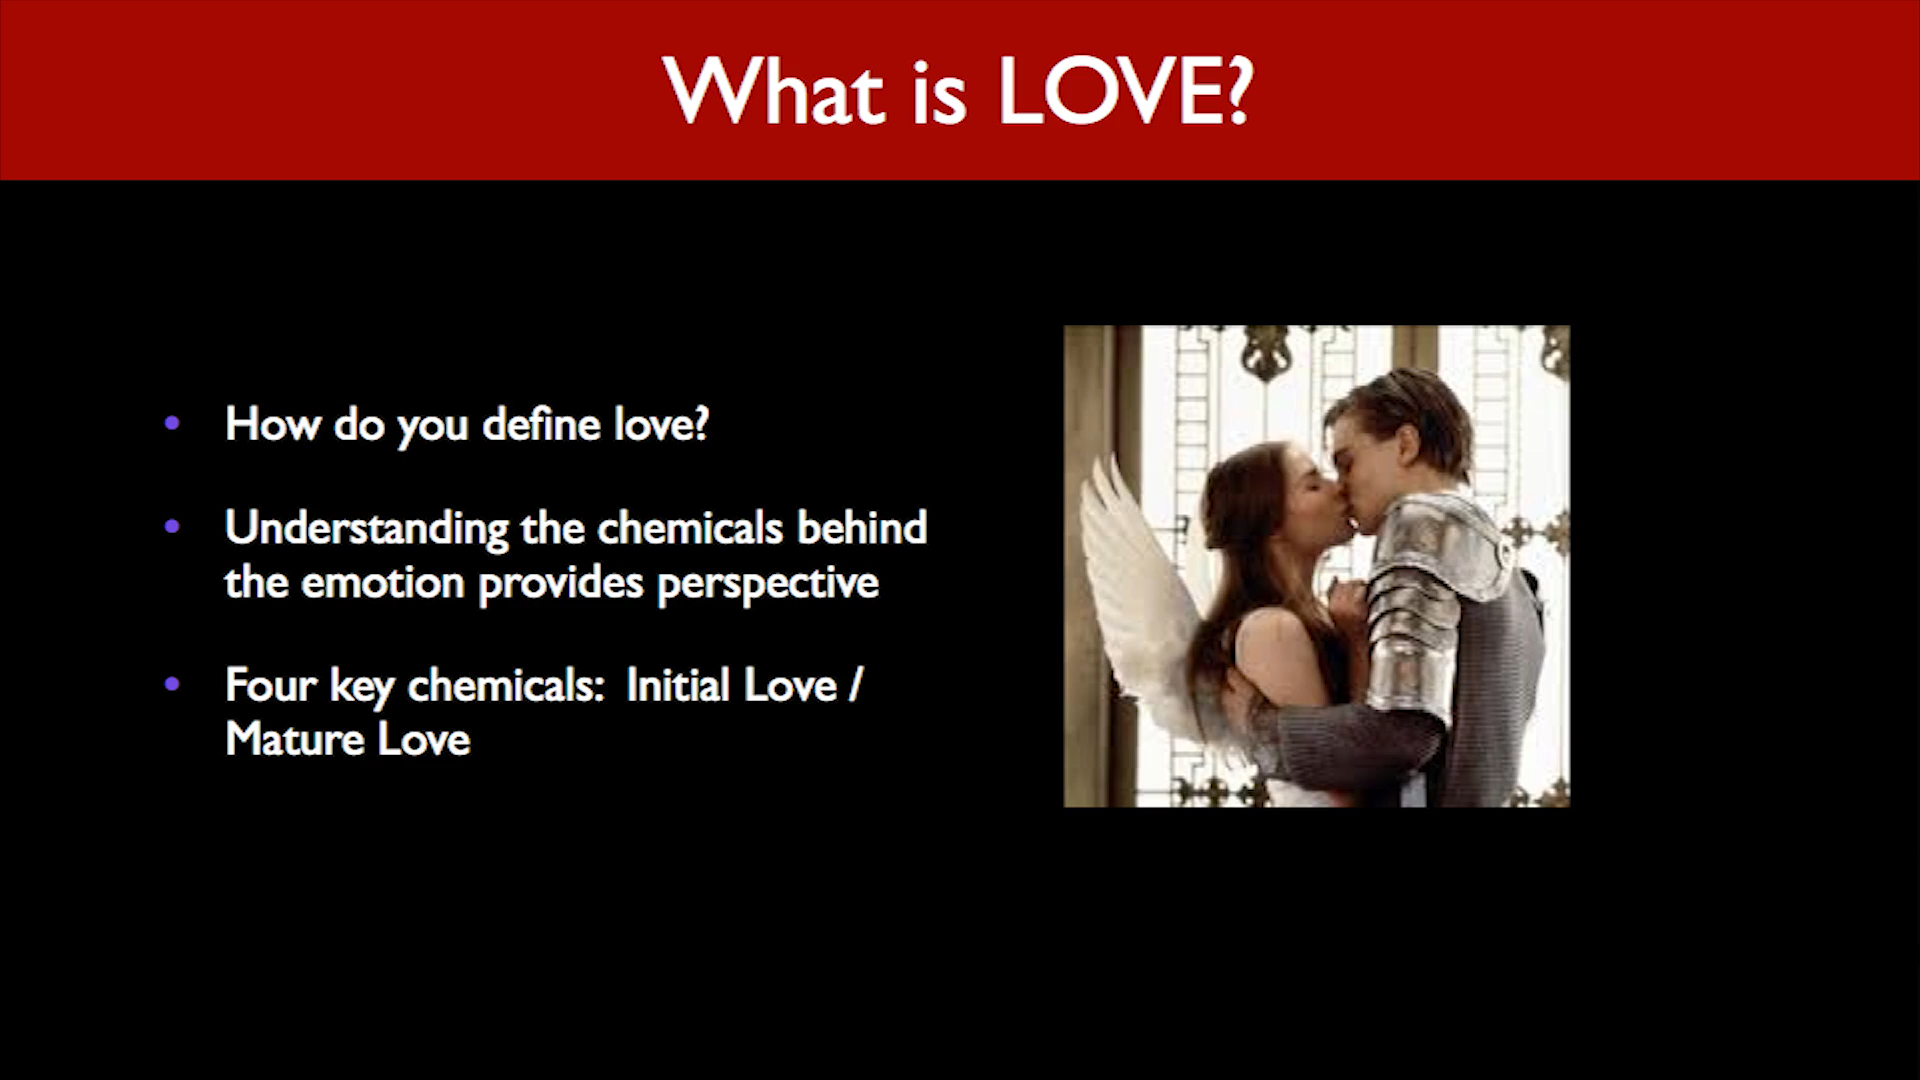 What is LOVE?
• How do you define love?
• Understanding the chemicals behind
the emotion provides perspective
• Four key chemicals:  Initial Love /
Mature Love